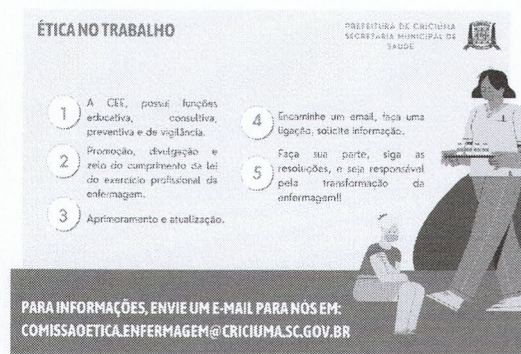 ÉTICA NO TRABALHO
PREFEITURA DE CRICIÚMA
SECRETARIA MUNICIPAL DE
SAUDE
1
A CEE, possui funções
educativa, consultiva,
preventiva e de vigilância.
2
Promoção, divulgação e
zelo do cumprimento da lei
do exercício profissional da
enfermagem.
3
Aprimoramento e atualização.
4
Encaminhe um email, faça uma
ligação, solicite informação.
5
Faça sua parte, siga as
resoluções, e seja responsável
pela transformação da
enfermagem!!
PARA INFORMAÇÕES, ENVIE UM E-MAIL PARA NÓS EM:
COMISSAOETICA.ENFERMAGEM@CRICIUMA.SC.GOV.BR